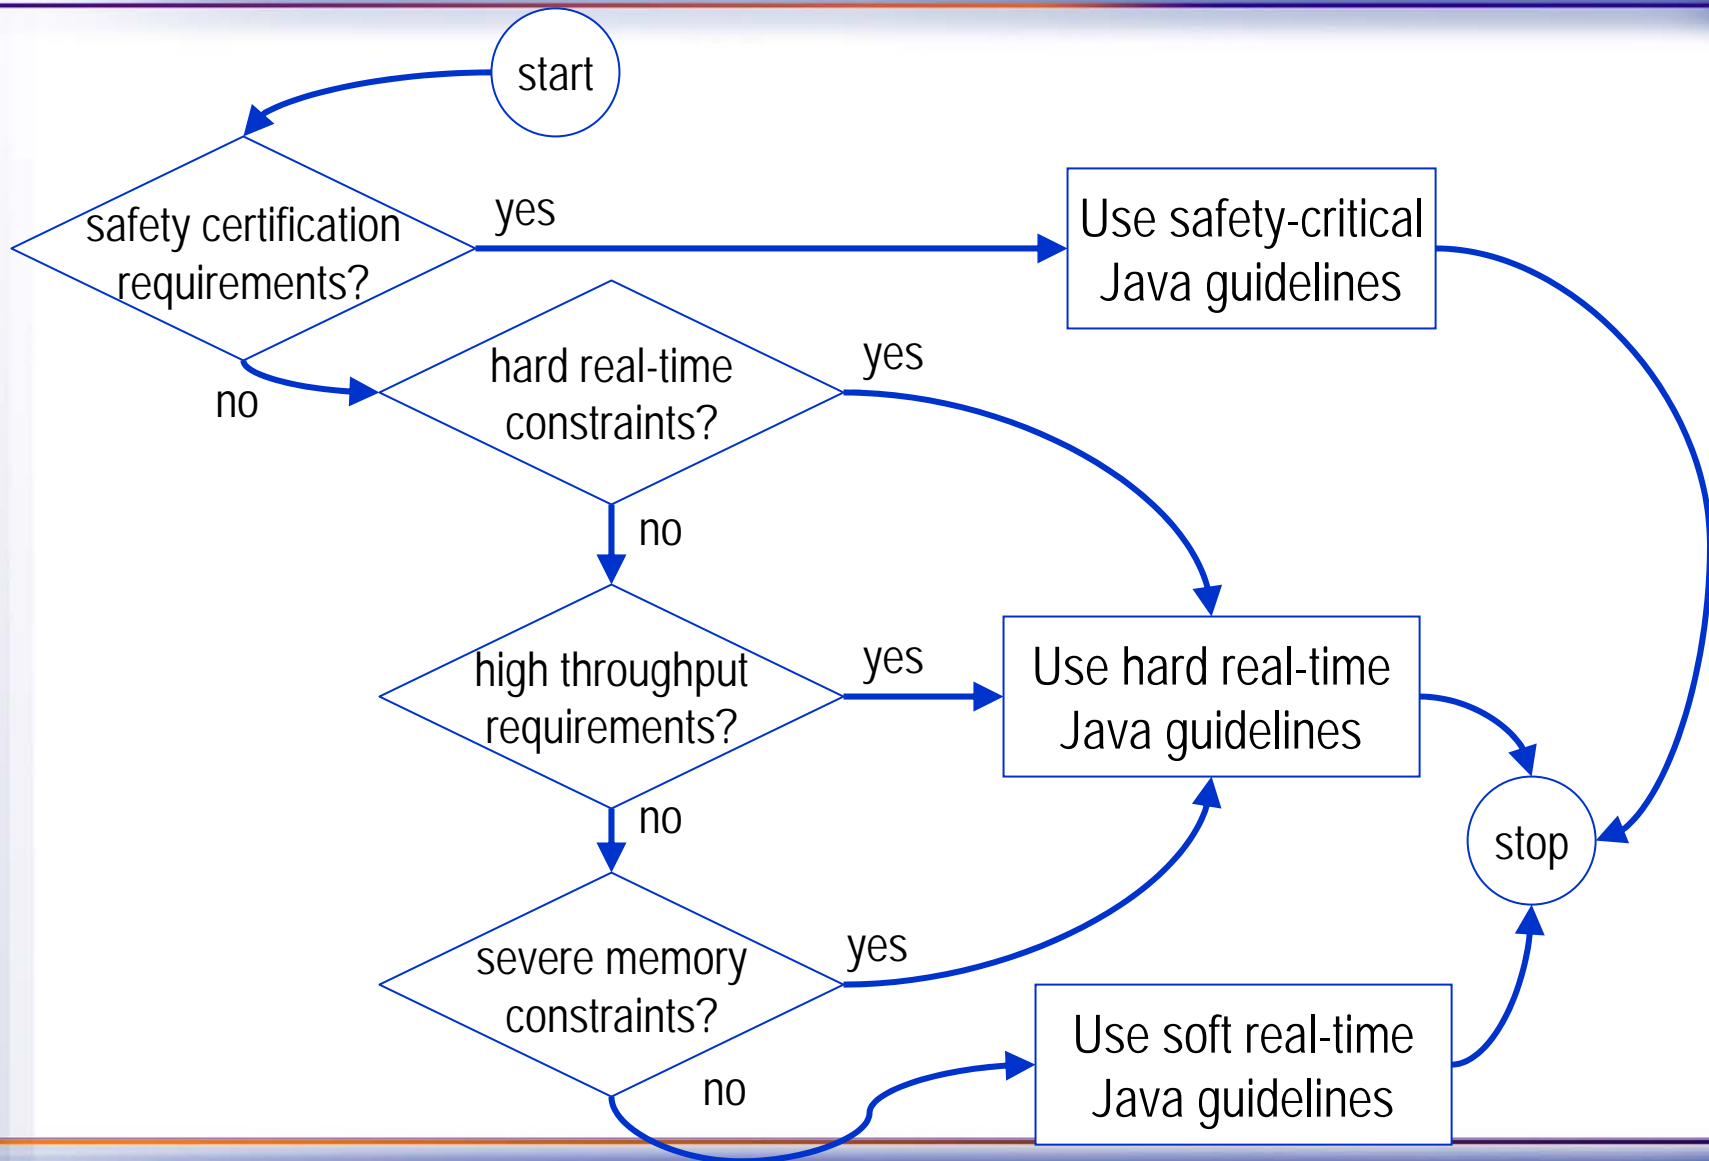 start
safety certification
requirements?
yes
Use safety-critical
Java guidelines
no
hard real-time
constraints?
yes
no
high throughput
requirements?
yes
Use hard real-time
Java guidelines
no
stop
severe memory
constraints?
yes
no
Use soft real-time
Java guidelines